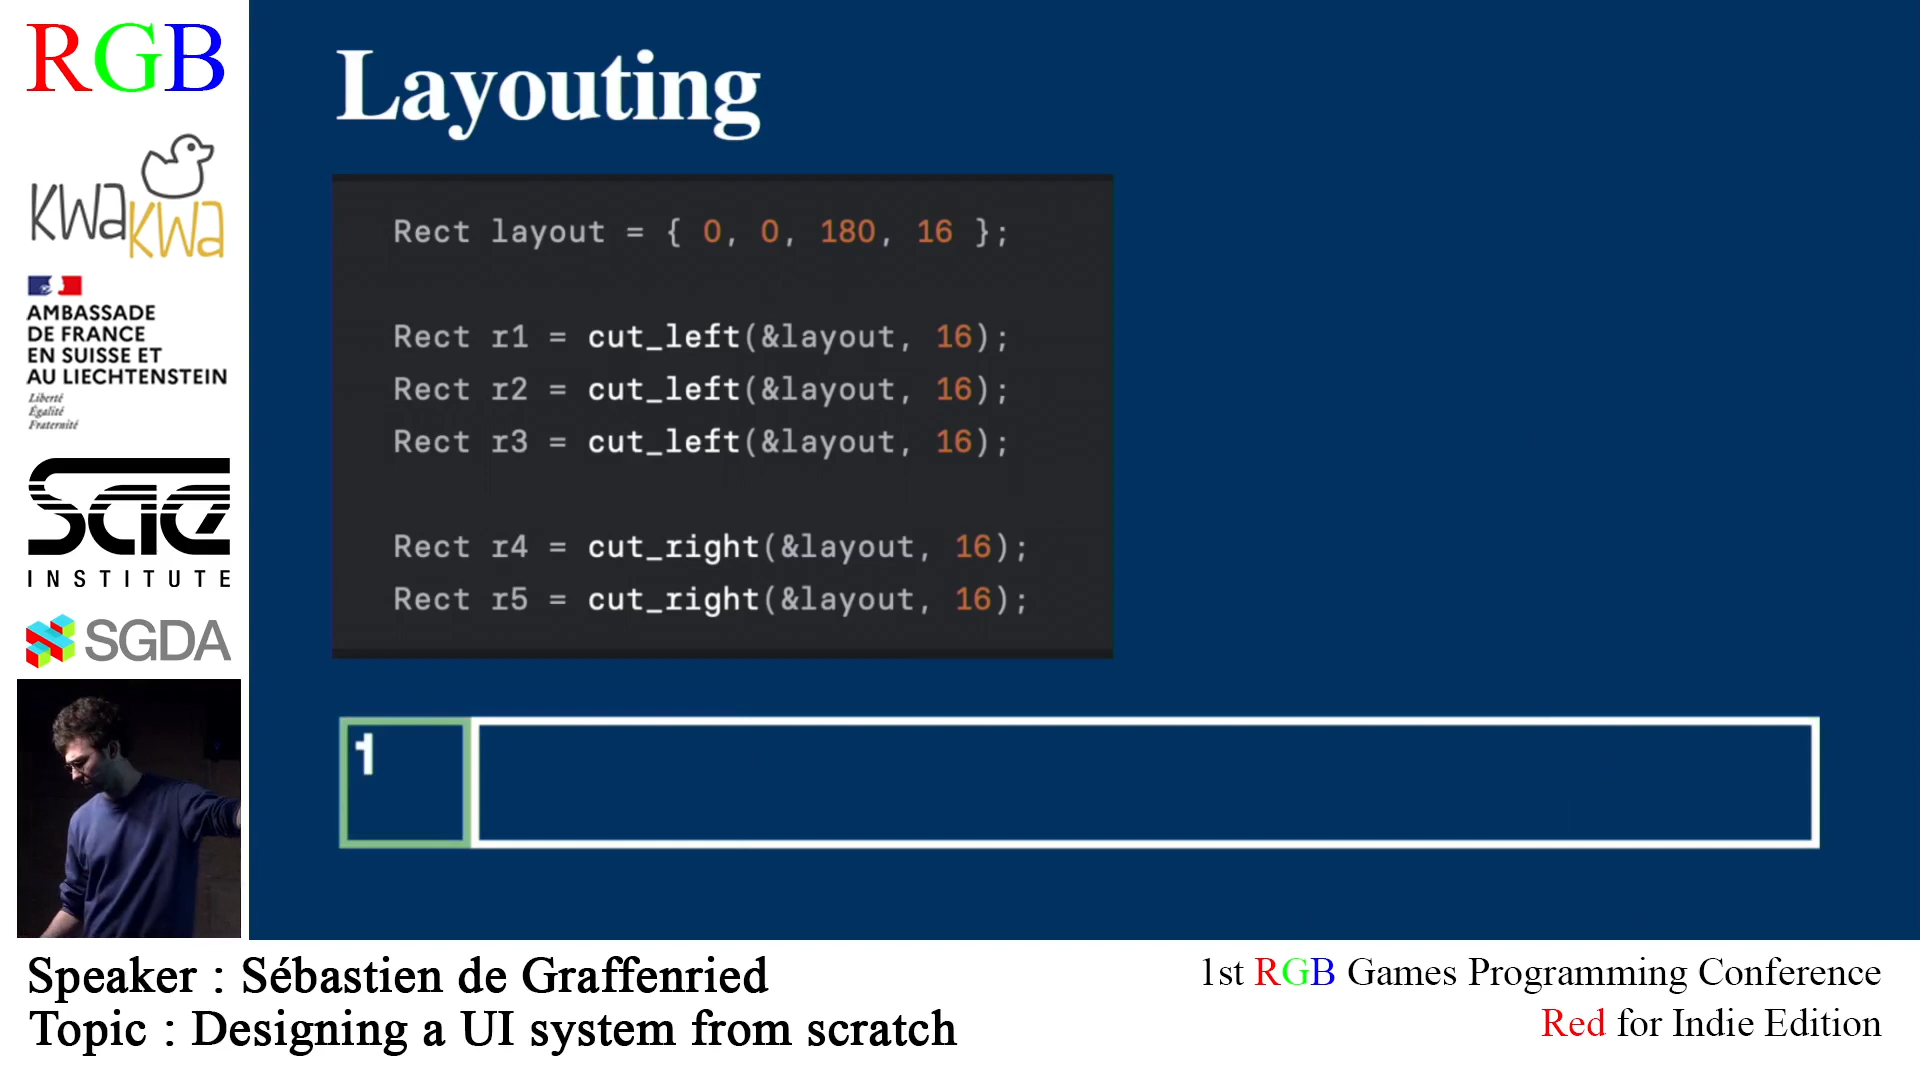 RGB
KWAKWA
AMBASSADE
DE FRANCE
EN SUISSE ET
AU LIECHTENSTEIN
Liberté
Égalité
Fraternité
SAE
INSTITUTE
SGDA
Layouting
Rect layout = { 0, 0, 180, 16 };
Rect r1 = cut_left(&layout, 16);
Rect r2 = cut_left(&layout, 16);
Rect r3 = cut_left(&layout, 16);
Rect r4 = cut_right(&layout, 16);
Rect r5 = cut_right(&layout, 16);
1
Speaker : Sébastien de Graffenried
Topic : Designing a UI system from scratch
1st RGB Games Programming Conference
Red for Indie Edition